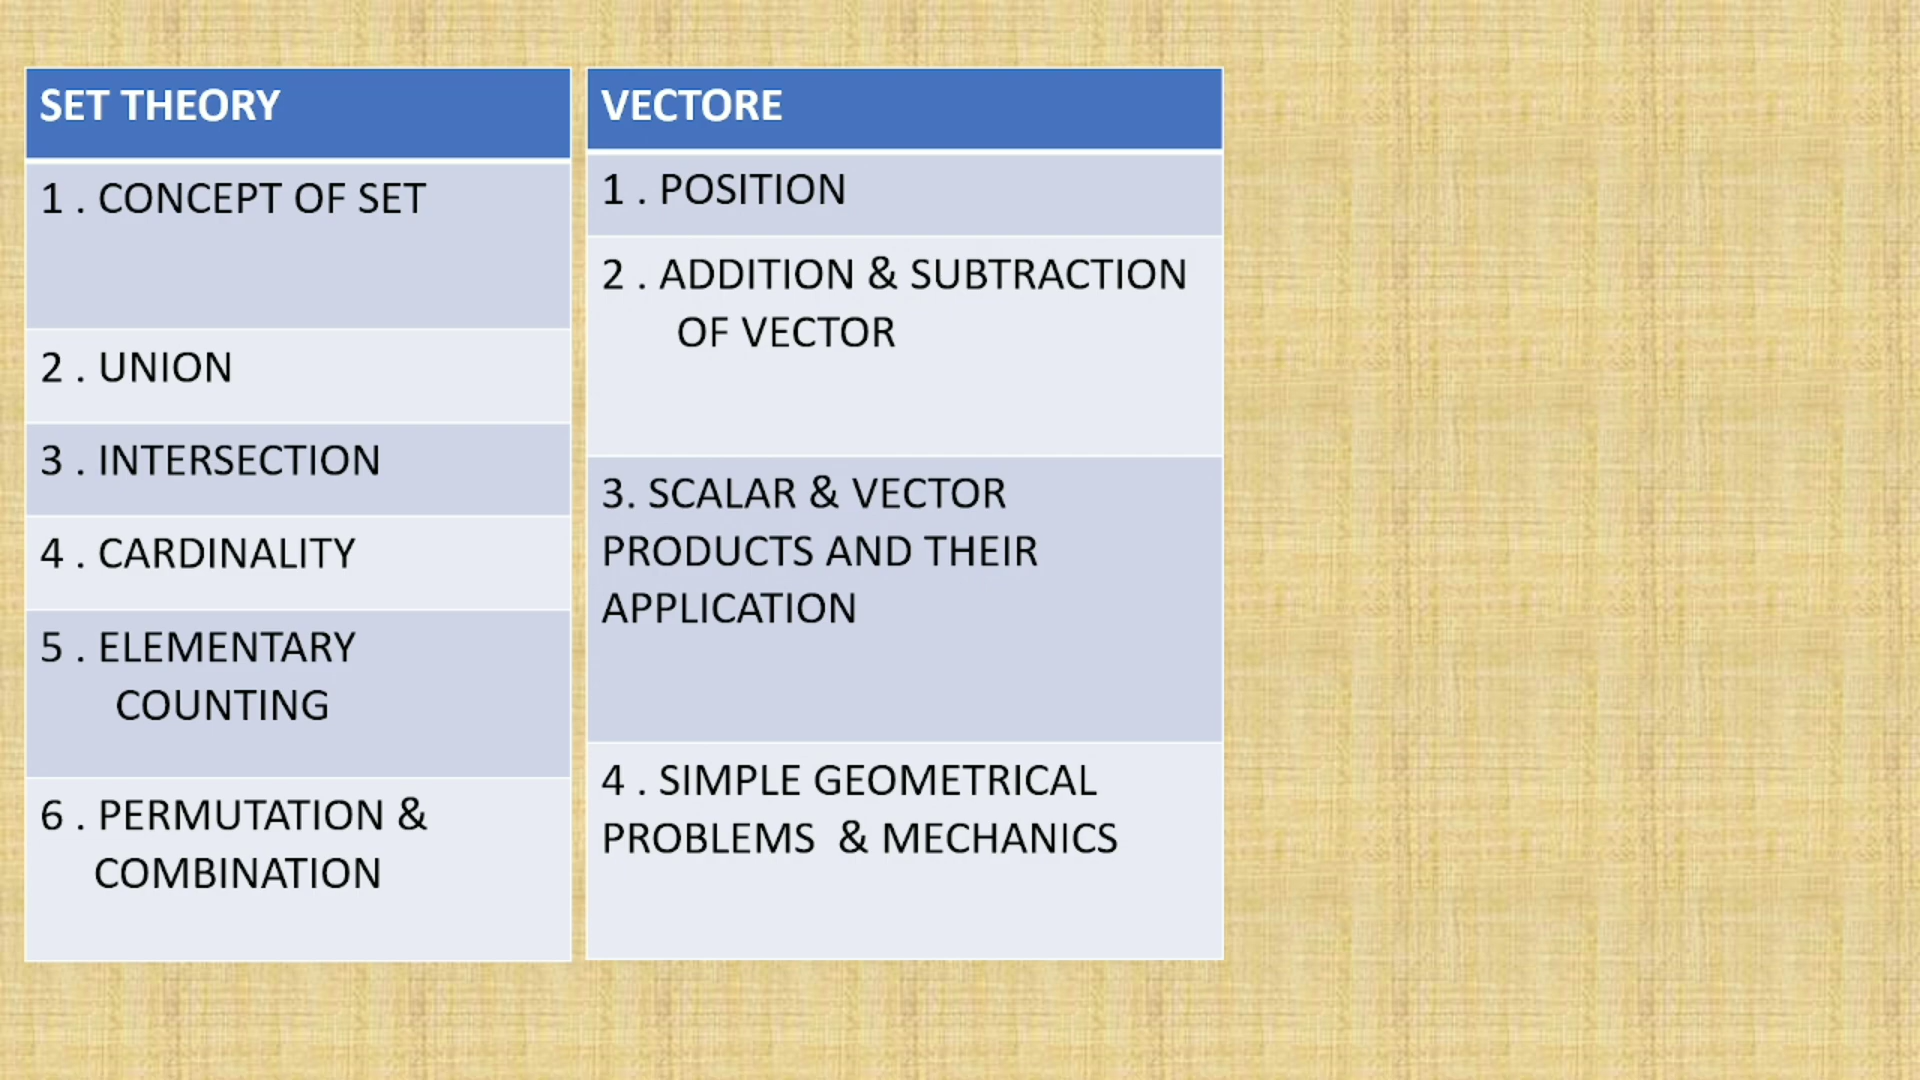 SET THEORY
1 . CONCEPT OF SET
2 . UNION
3 . INTERSECTION
4 . CARDINALITY
5 . ELEMENTARY
COUNTING
6 . PERMUTATION &
COMBINATION
VECTORE
1 . POSITION
2 . ADDITION & SUBTRACTION
OF VECTOR
3. SCALAR & VECTOR
PRODUCTS AND THEIR
APPLICATION
4 . SIMPLE GEOMETRICAL
PROBLEMS & MECHANICS